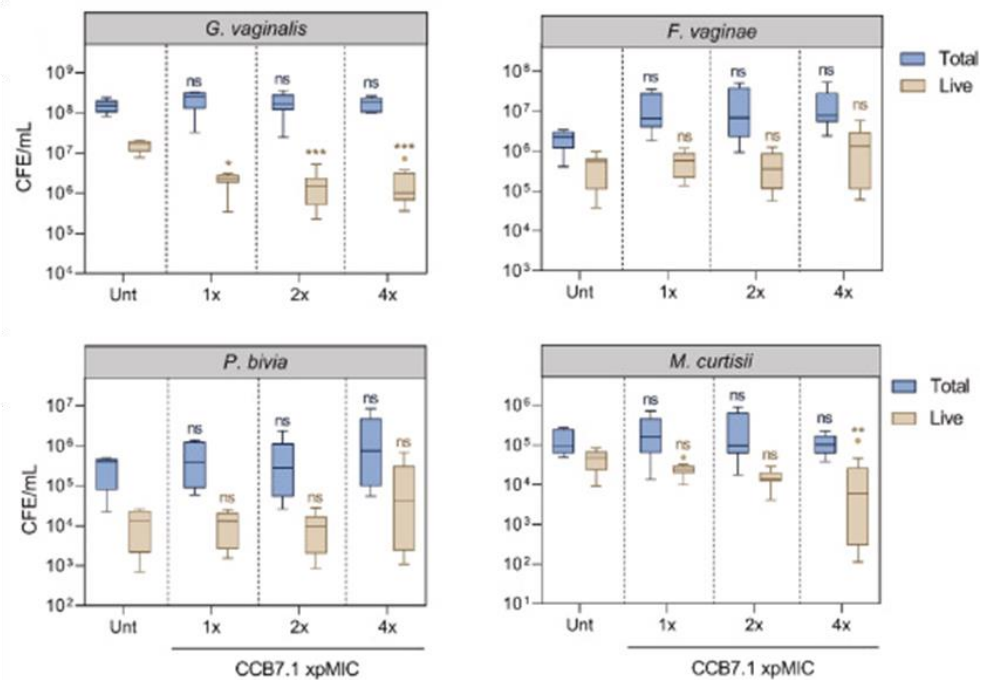 G. vaginalis
F. vaginae
Total
Live
CFE/mL
10⁹
10⁸
10⁷
10⁶
10⁵
10⁴
ns
ns
ns
*
***
***
Unt
1x
2x
4x
10⁸
10⁷
10⁶
10⁵
10⁴
10³
ns
ns
ns
ns
ns
ns
Unt
1x
2x
4x
P. bivia
M. curtisii
Total
Live
CFE/mL
10⁷
10⁶
10⁵
10⁴
10³
10²
ns
ns
ns
ns
ns
ns
Unt
1x
2x
4x
CCB7.1 xpMIC
10⁶
10⁵
10⁴
10³
10²
10¹
ns
ns
ns
ns
ns
**
Unt
1x
2x
4x
CCB7.1 xpMIC